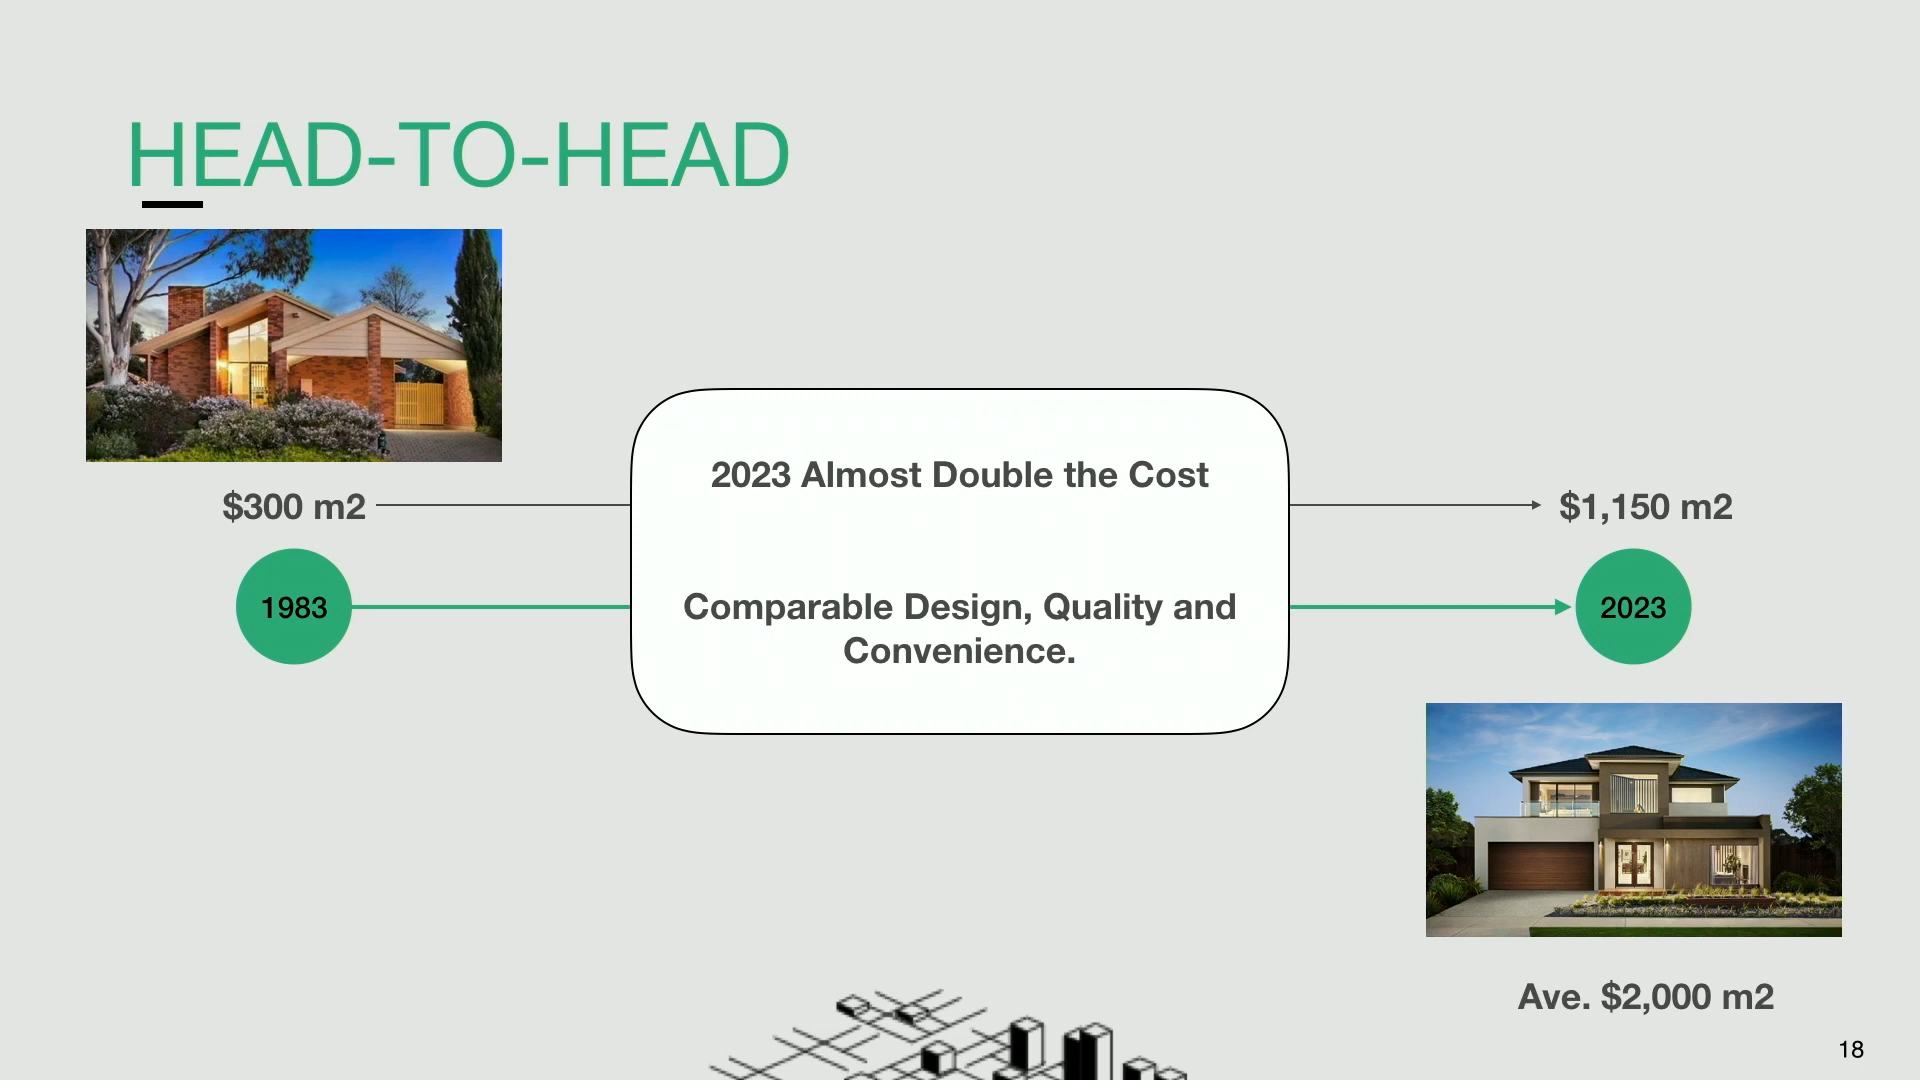 HEAD-TO-HEAD
$300 m2
2023 Almost Double the Cost
$1,150 m2
1983
Comparable Design, Quality and
Convenience.
2023
Ave. $2,000 m2
18